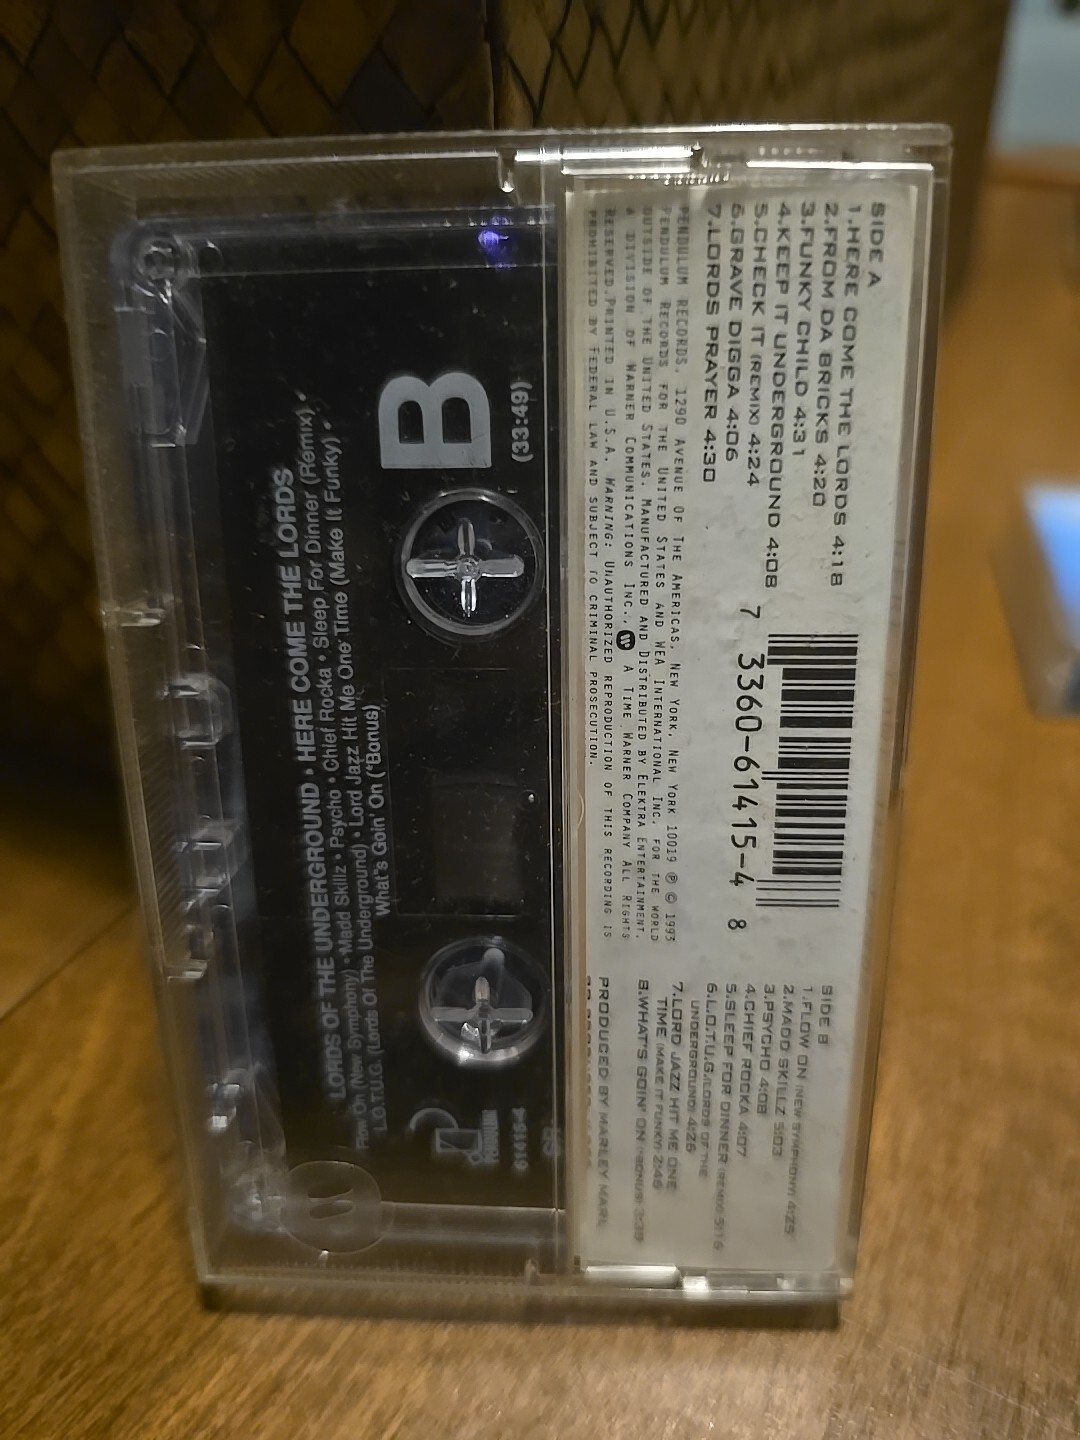 SIDE A
1.HERE COME THE LORDS 4:18
2.FROM DA BRICKS 4:20
3.FUNKY CHILD 4:31
4.KEEP IT UNDERGROUND 4:08
5.CHECK IT (REMIX) 4:24
6.GRAVE DIGGA 4:06
7.LORDS PRAYER 4:30
7 3360-61415-4 8
SIDE B
1.FLOW ON (NEW SYMPHONY) 4:25
2.MADD SKILLZ 5:03
3.PSYCHO 4:08
4.CHIEF ROCKA 4:07
5.SLEEP FOR DINNER (REMIX) 5:16
6.L.O.T.U.G.(LORDS OF THE
UNDERGROUND) 4:26
7.LORD JAZZ HIT ME ONE
TIME (MAKE IT FUNKY) 2:46
8.WHAT'S GOIN' ON (*BONUS) 3:39
PRODUCED BY MARLEY MARL
PENDULUM RECORDS, 1290 AVENUE OF THE AMERICAS, NEW YORK, NEW YORK 10019 ℗ © 1993
PENDULUM RECORDS FOR THE UNITED STATES AND WEA INTERNATIONAL INC. FOR THE WORLD
OUTSIDE OF THE UNITED STATES. MANUFACTURED AND DISTRIBUTED BY ELEKTRA ENTERTAINMENT,
A DIVISION OF WARNER COMMUNICATIONS INC., A TIME WARNER COMPANY ALL RIGHTS
RESERVED. PRINTED IN U.S.A. WARNING: UNAUTHORIZED REPRODUCTION OF THIS RECORDING IS
PROHIBITED BY FEDERAL LAW AND SUBJECT TO CRIMINAL PROSECUTION.
B
(33:49)
LORDS OF THE UNDERGROUND • HERE COME THE LORDS
Flow On (New Symphony) • Madd Skillz • Psycho • Chief Rocka • Sleep For Dinner (Remix) •
L.O.T.U.G. (Lords Of The Underground) • Lord Jazz Hit Me One Time (Make It Funky) •
What's Goin' On (*Bonus)